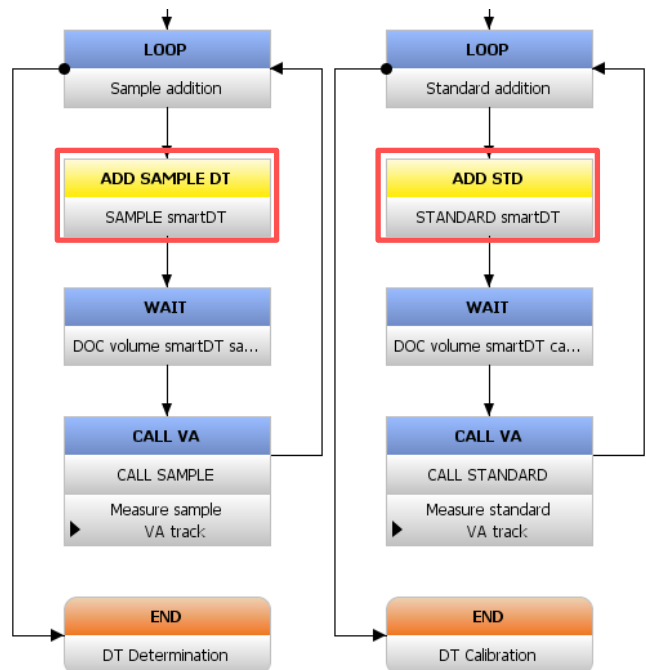 LOOP
Sample addition
ADD SAMPLE DT
SAMPLE smartDT
WAIT
DOC volume smartDT sa...
CALL VA
CALL SAMPLE
Measure sample
VA track
END
DT Determination
LOOP
Standard addition
ADD STD
STANDARD smartDT
WAIT
DOC volume smartDT ca...
CALL VA
CALL STANDARD
Measure standard
VA track
END
DT Calibration